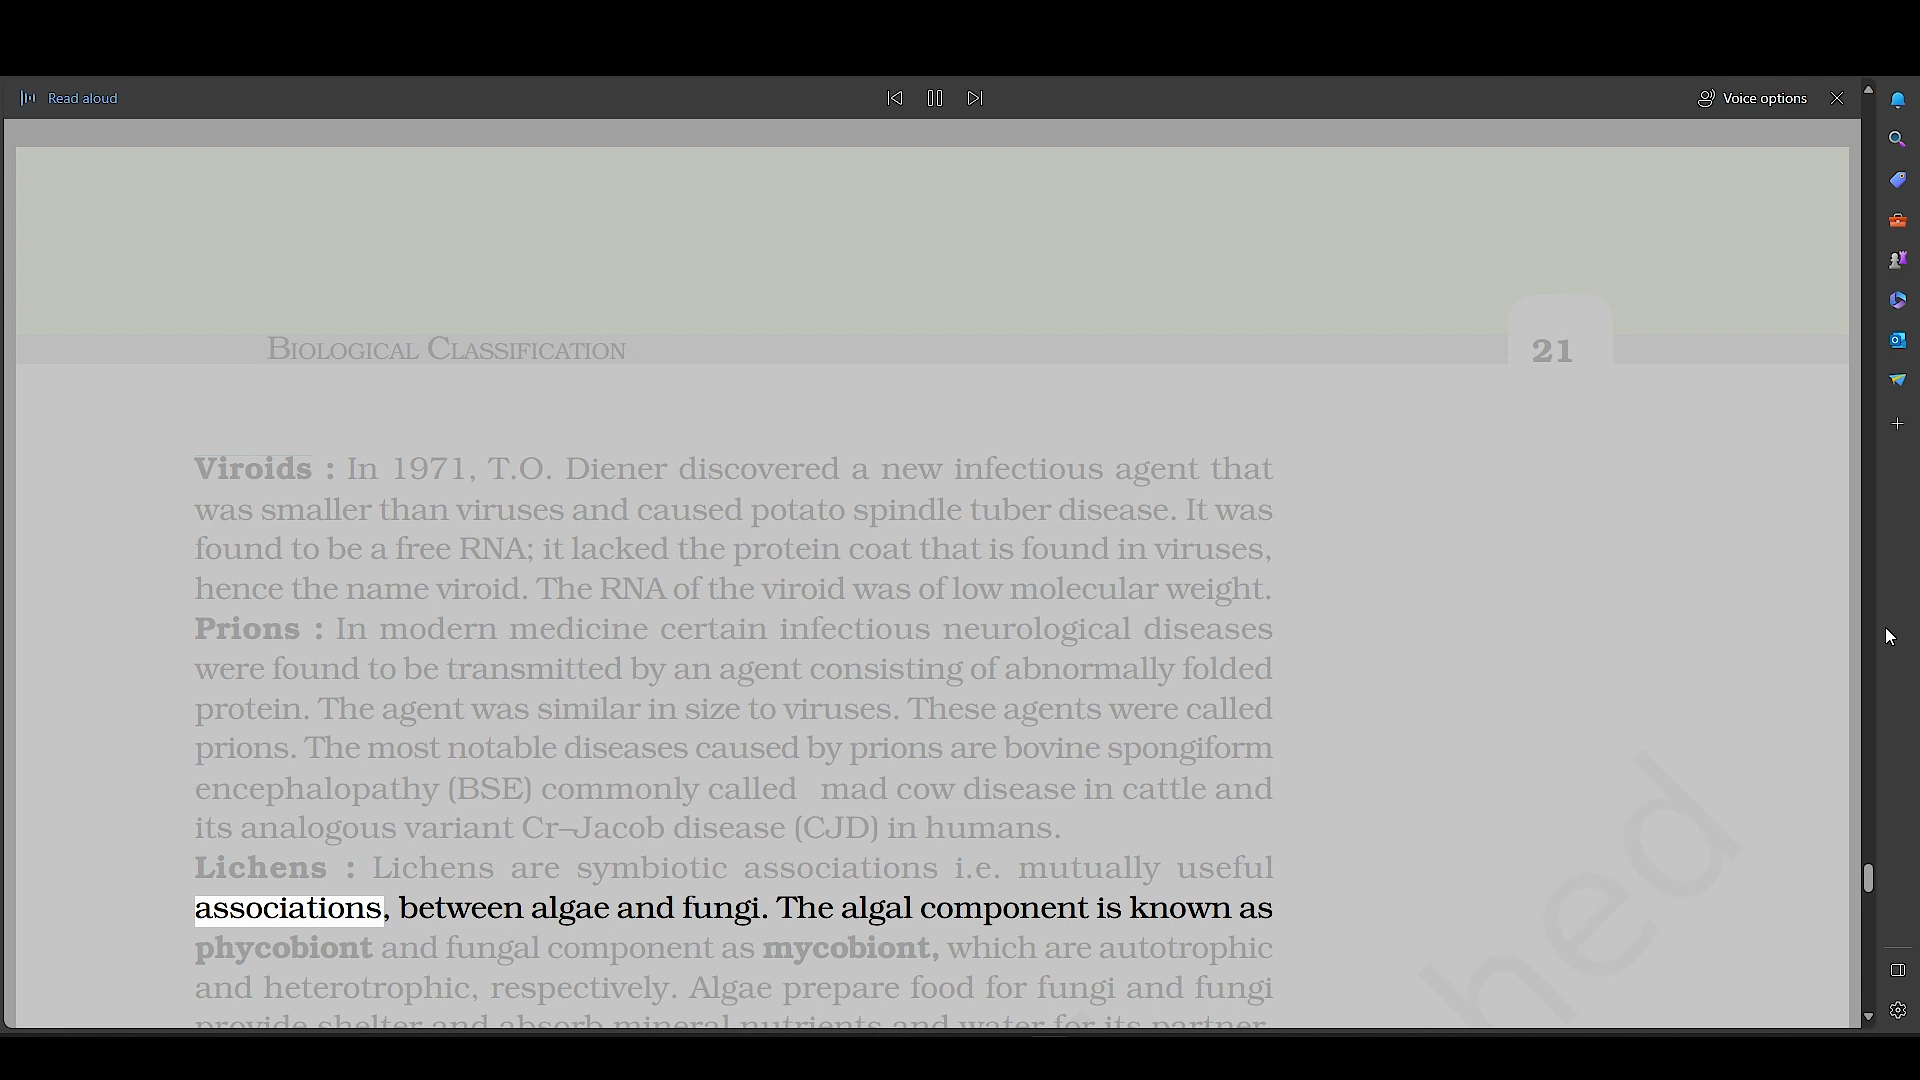 Read aloud
Voice options
BIOLOGICAL CLASSIFICATION
21
Viroids : In 1971, T.O. Diener discovered a new infectious agent that
was smaller than viruses and caused potato spindle tuber disease. It was
found to be a free RNA; it lacked the protein coat that is found in viruses,
hence the name viroid. The RNA of the viroid was of low molecular weight.
Prions : In modern medicine certain infectious neurological diseases
were found to be transmitted by an agent consisting of abnormally folded
protein. The agent was similar in size to viruses. These agents were called
prions. The most notable diseases caused by prions are bovine spongiform
encephalopathy (BSE) commonly called mad cow disease in cattle and
its analogous variant Cr–Jacob disease (CJD) in humans.
Lichens : Lichens are symbiotic associations i.e. mutually useful
associations, between algae and fungi. The algal component is known as
phycobiont and fungal component as mycobiont, which are autotrophic
and heterotrophic, respectively. Algae prepare food for fungi and fungi
provide shelter and absorb mineral nutrients and water for its partner.